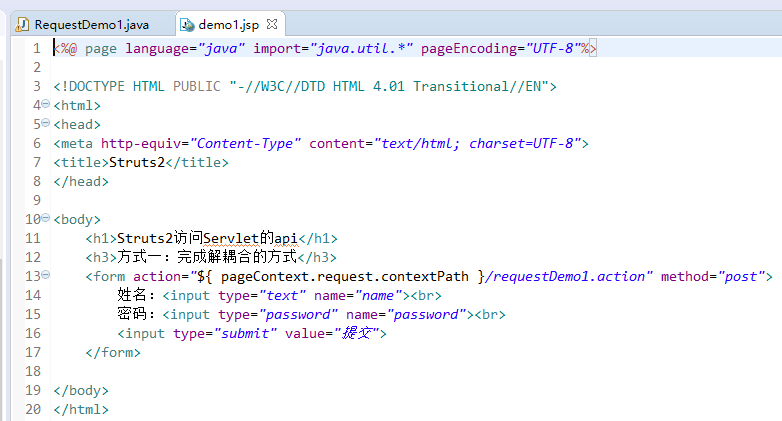 RequestDemo1.java demo1.jsp
1 <%@ page language="java" import="java.util.*" pageEncoding="UTF-8"%>
2
3 <!DOCTYPE HTML PUBLIC "-//W3C//DTD HTML 4.01 Transitional//EN">
4 <html>
5 <head>
6 <meta http-equiv="Content-Type" content="text/html; charset=UTF-8">
7 <title>Struts2</title>
8 </head>
9
10 <body>
11     <h1>Struts2访问Servlet的api</h1>
12     <h3>方式一：完成解耦合的方式</h3>
13     <form action="${ pageContext.request.contextPath }/requestDemo1.action" method="post">
14         姓名：<input type="text" name="name"><br>
15         密码：<input type="password" name="password"><br>
16         <input type="submit" value="提交">
17     </form>
18
19 </body>
20 </html>